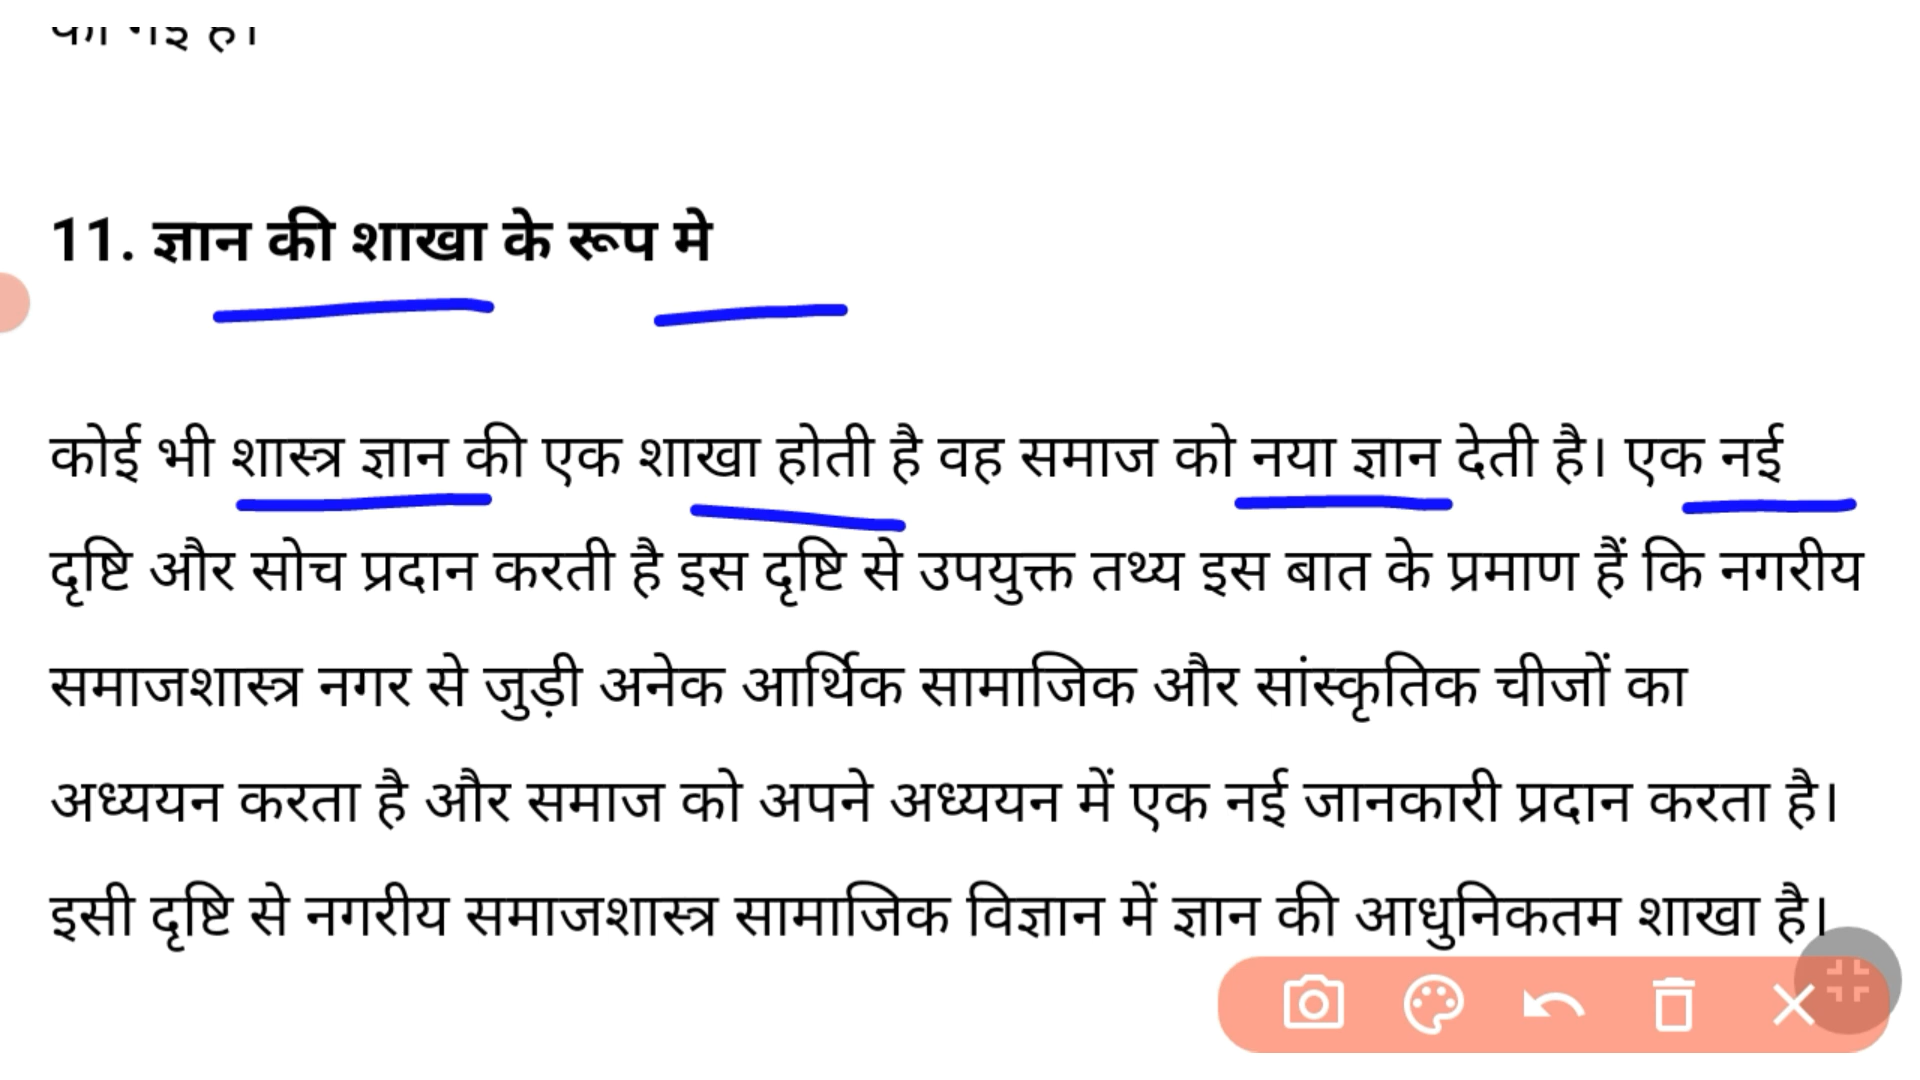 11. ज्ञान की शाखा के रूप मे
कोई भी शास्त्र ज्ञान की एक शाखा होती है वह समाज को नया ज्ञान देती है। एक नई
दृष्टि और सोच प्रदान करती है इस दृष्टि से उपयुक्त तथ्य इस बात के प्रमाण हैं कि नगरीय
समाजशास्त्र नगर से जुड़ी अनेक आर्थिक सामाजिक और सांस्कृतिक चीजों का
अध्ययन करता है और समाज को अपने अध्ययन में एक नई जानकारी प्रदान करता है।
इसी दृष्टि से नगरीय समाजशास्त्र सामाजिक विज्ञान में ज्ञान की आधुनिकतम शाखा है।